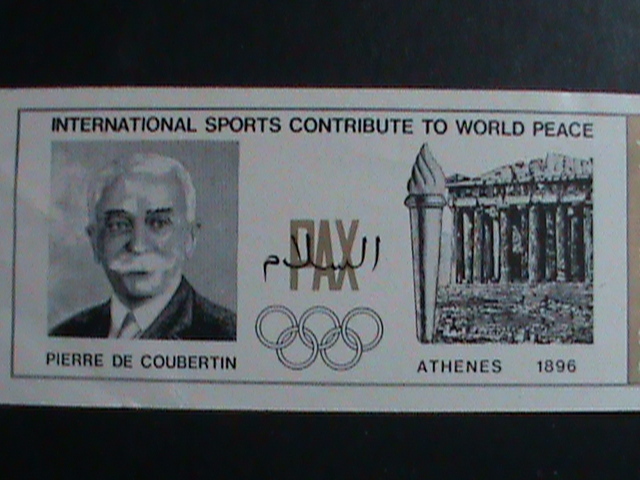 INTERNATIONAL SPORTS CONTRIBUTE TO WORLD PEACE
PAX
السلام
PIERRE DE COUBERTIN
ATHENES 1896